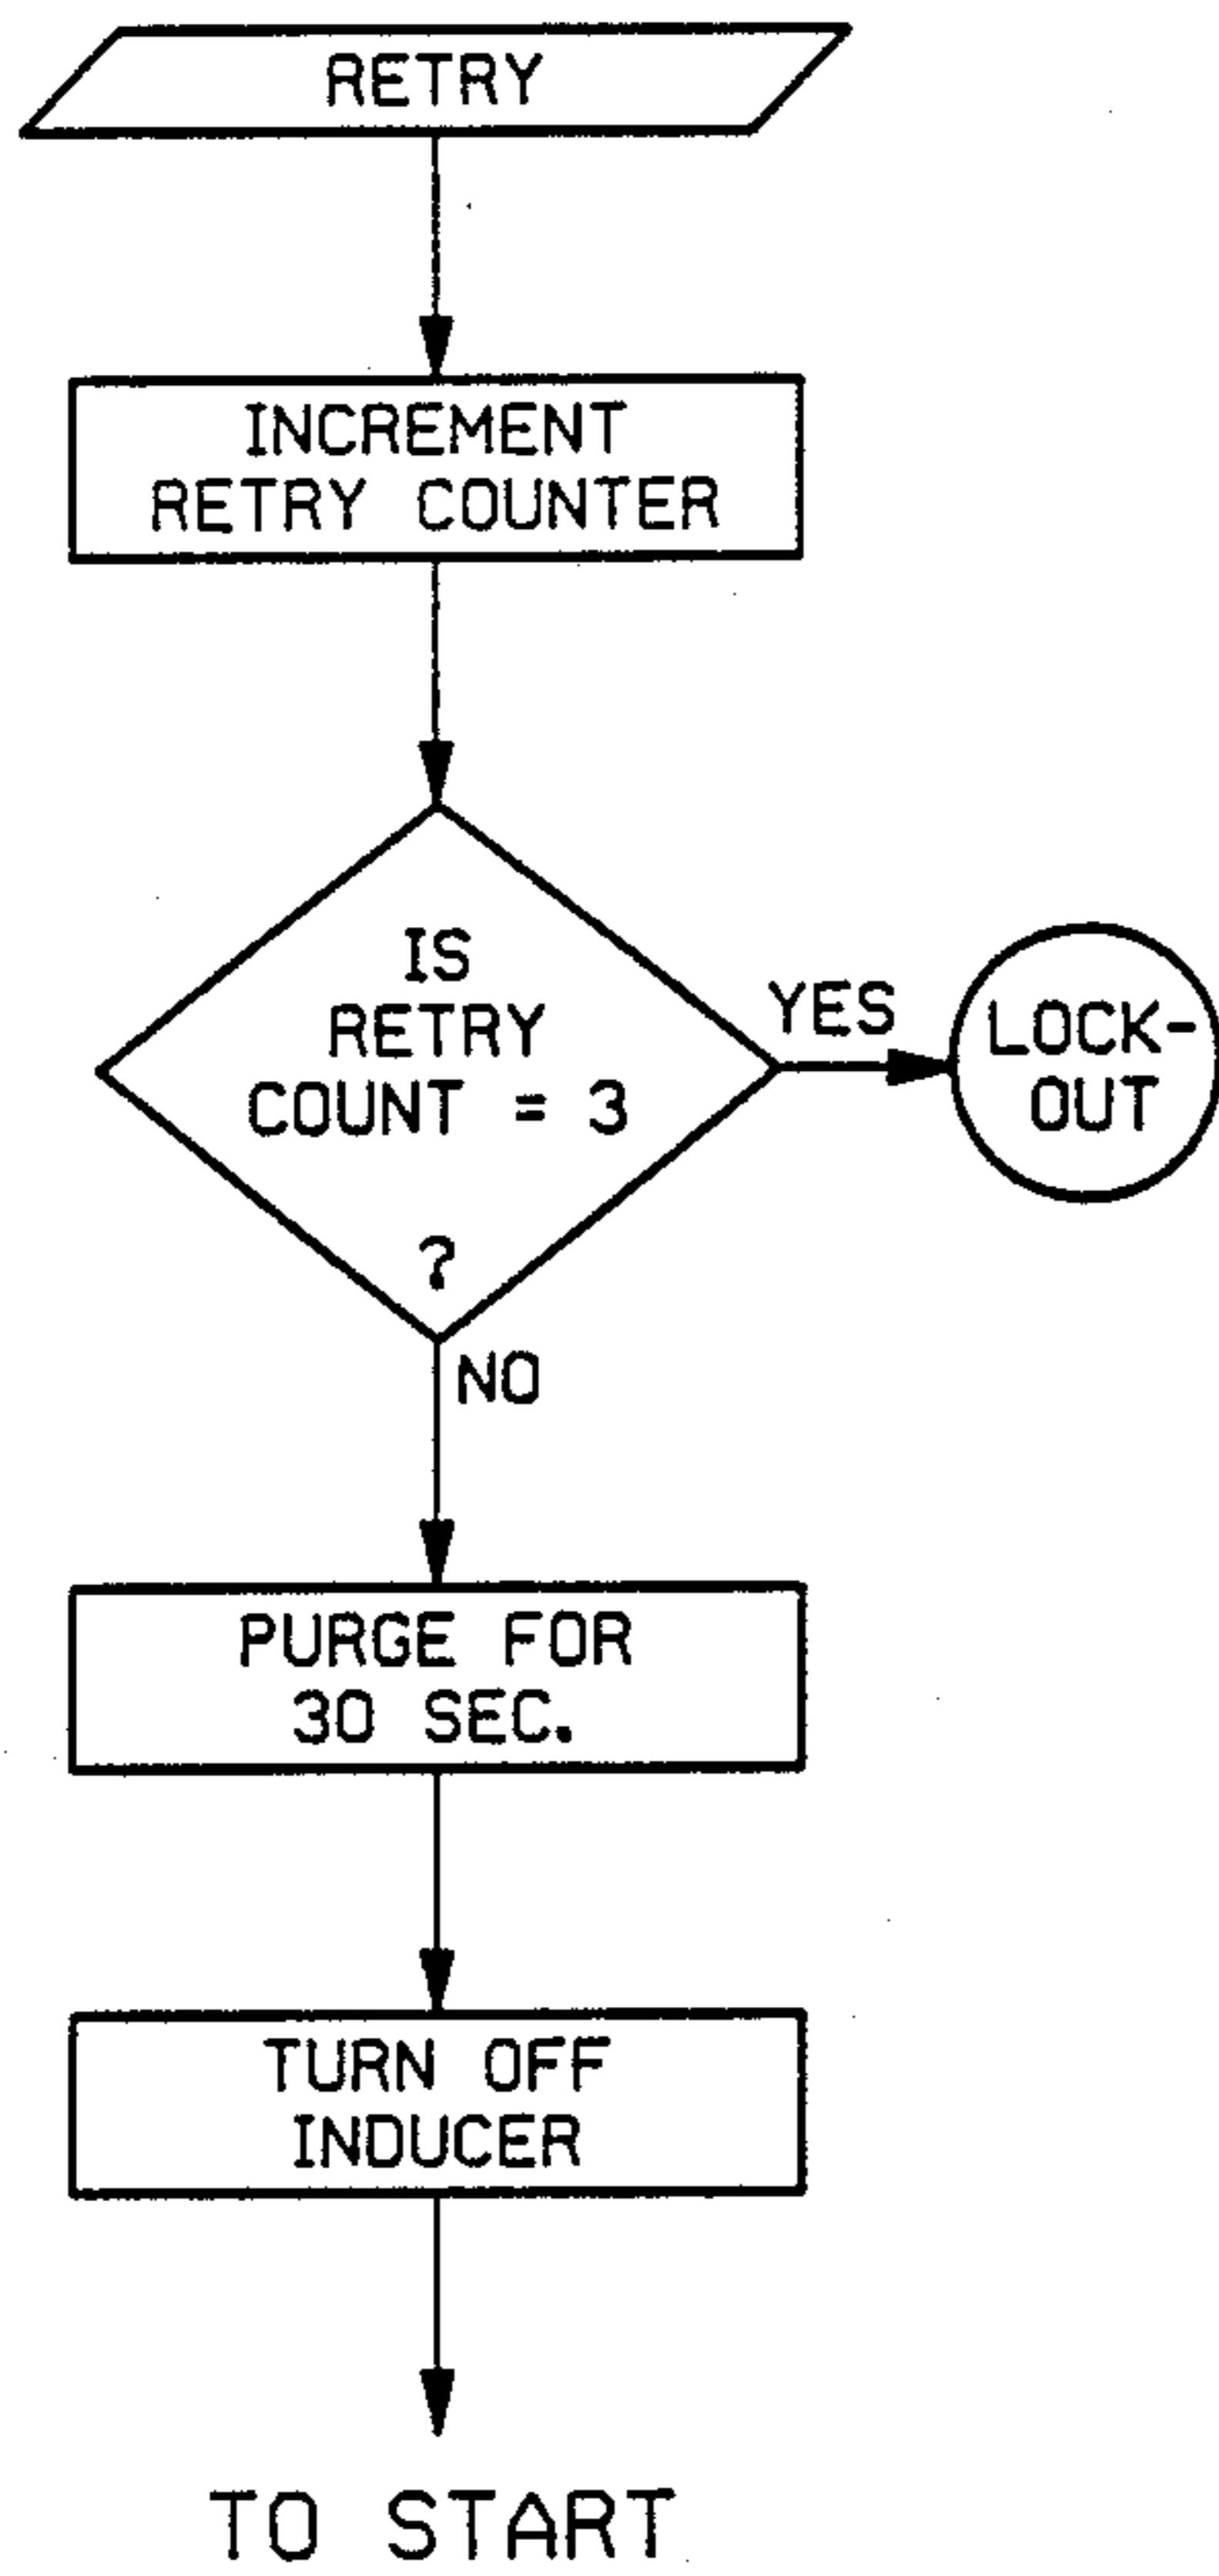 RETRY
INCREMENT
RETRY COUNTER
IS
RETRY
COUNT = 3
?
YES
LOCK-
OUT
NO
PURGE FOR
30 SEC.
TURN OFF
INDUCER
TO START